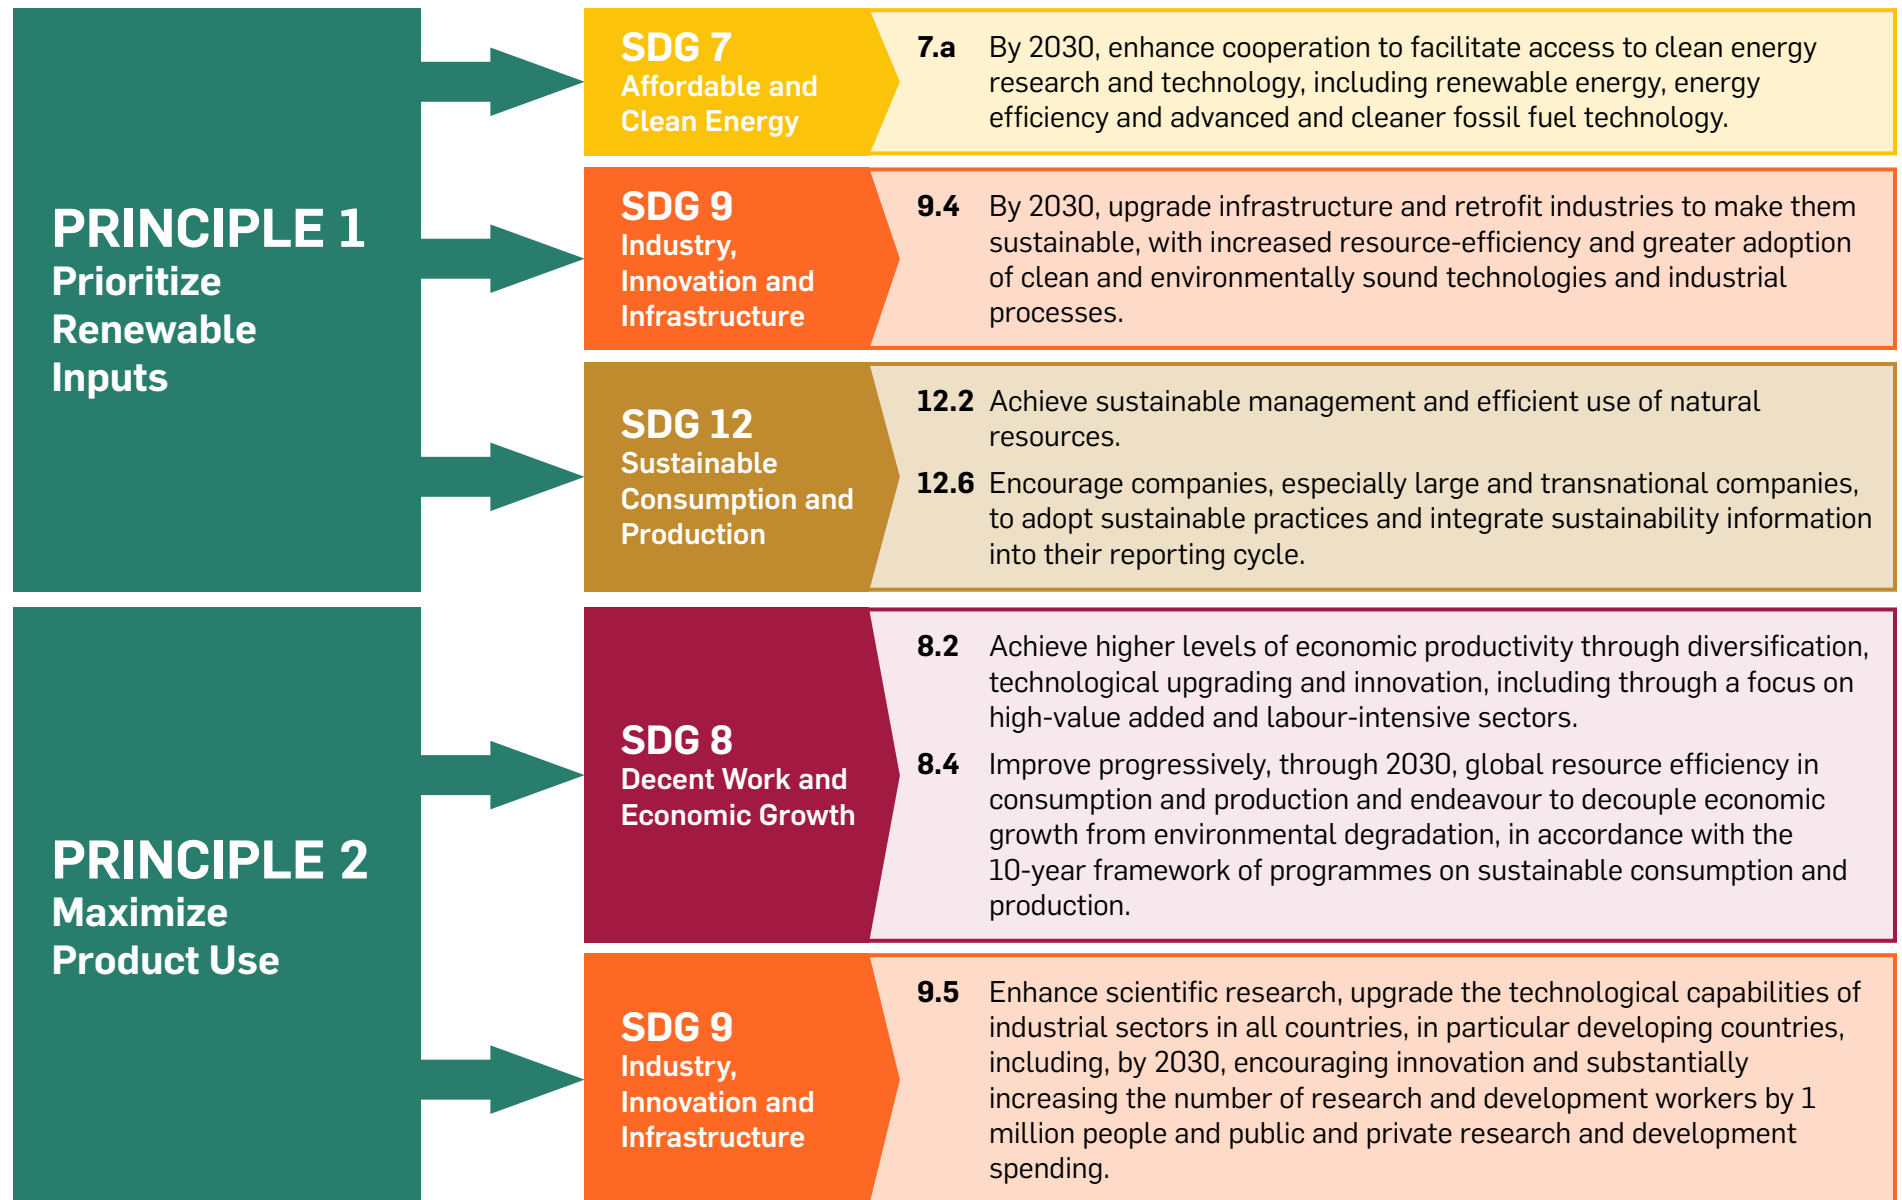 PRINCIPLE 1
Prioritize
Renewable
Inputs
SDG 7
Affordable and
Clean Energy
7.a By 2030, enhance cooperation to facilitate access to clean energy
research and technology, including renewable energy, energy
efficiency and advanced and cleaner fossil fuel technology.
SDG 9
Industry,
Innovation and
Infrastructure
9.4 By 2030, upgrade infrastructure and retrofit industries to make them
sustainable, with increased resource-efficiency and greater adoption
of clean and environmentally sound technologies and industrial
processes.
SDG 12
Sustainable
Consumption and
Production
12.2 Achieve sustainable management and efficient use of natural
resources.
12.6 Encourage companies, especially large and transnational companies,
to adopt sustainable practices and integrate sustainability information
into their reporting cycle.
PRINCIPLE 2
Maximize
Product Use
SDG 8
Decent Work and
Economic Growth
8.2 Achieve higher levels of economic productivity through diversification,
technological upgrading and innovation, including through a focus on
high-value added and labour-intensive sectors.
8.4 Improve progressively, through 2030, global resource efficiency in
consumption and production and endeavour to decouple economic
growth from environmental degradation, in accordance with the
10-year framework of programmes on sustainable consumption and
production.
SDG 9
Industry,
Innovation and
Infrastructure
9.5 Enhance scientific research, upgrade the technological capabilities of
industrial sectors in all countries, in particular developing countries,
including, by 2030, encouraging innovation and substantially
increasing the number of research and development workers by 1
million people and public and private research and development
spending.